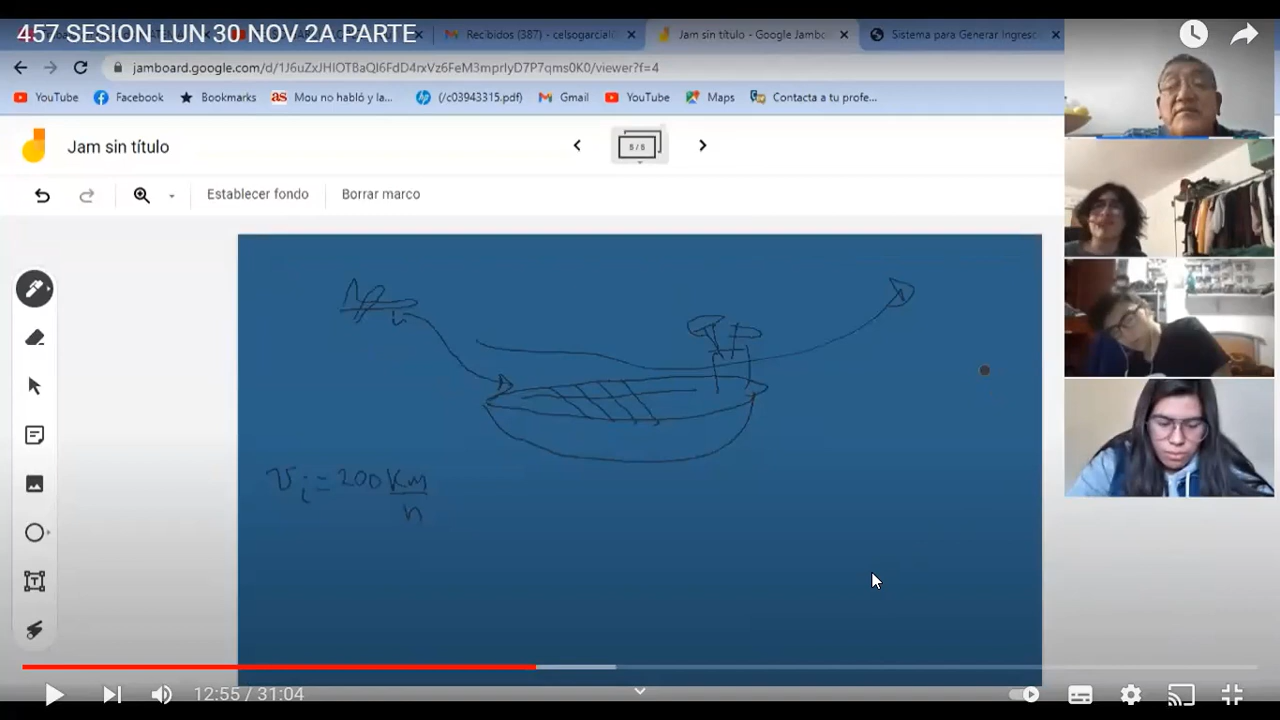 457 SESION LUN 30 NOV 2A PARTE
Recibidos (387) - celsogarcial
Jam sin título - Google Jambo
Sistema para Generar Ingreso
jamboard.google.com/d/1J6uZxJHIOTBaQI6FdD4rxVz6FeM3mprIyD7P7qms0K0/viewer?f=4
YouTube
Facebook
Bookmarks
as
Mou no habló y la...
(/c03943315.pdf)
Gmail
YouTube
Maps
Contacta a tu profe...
Jam sin título
5 / 5
Establecer fondo
Borrar marco
Vi = 200 Km
h
12:55 / 31:04